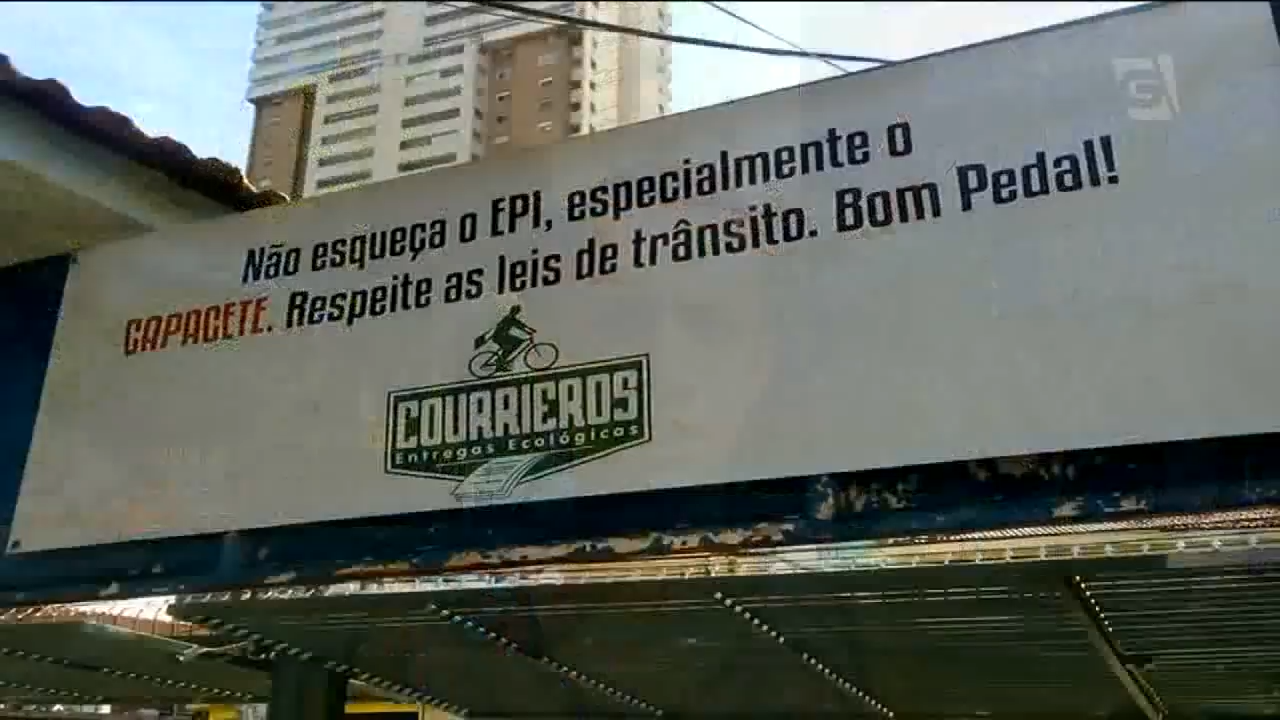 Não esqueça o EPI, especialmente o
CAPACETE. Respeite as leis de trânsito. Bom Pedal!
COURRIEROS
Entregas Ecológicas